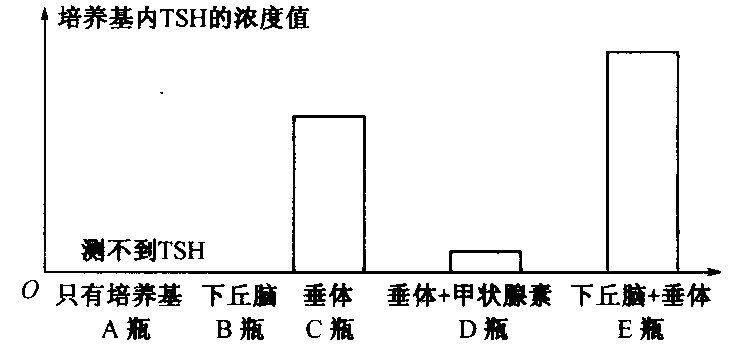 培养基内TSH的浓度值
测不到TSH
O
只有培养基 下丘脑 垂体 垂体+甲状腺素 下丘脑+垂体
A瓶 B瓶 C瓶 D瓶 E瓶